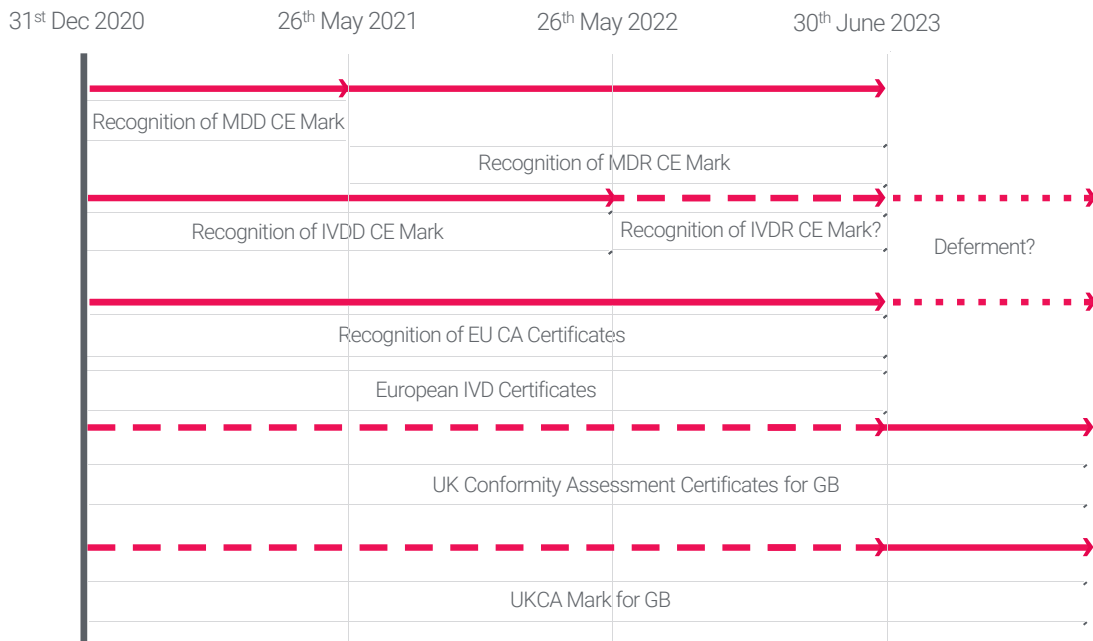 31st Dec 2020
26th May 2021
26th May 2022
30th June 2023
Recognition of MDD CE Mark
Recognition of MDR CE Mark
Recognition of IVDD CE Mark
Recognition of IVDR CE Mark?
Deferment?
Recognition of EU CA Certificates
European IVD Certificates
UK Conformity Assessment Certificates for GB
UKCA Mark for GB